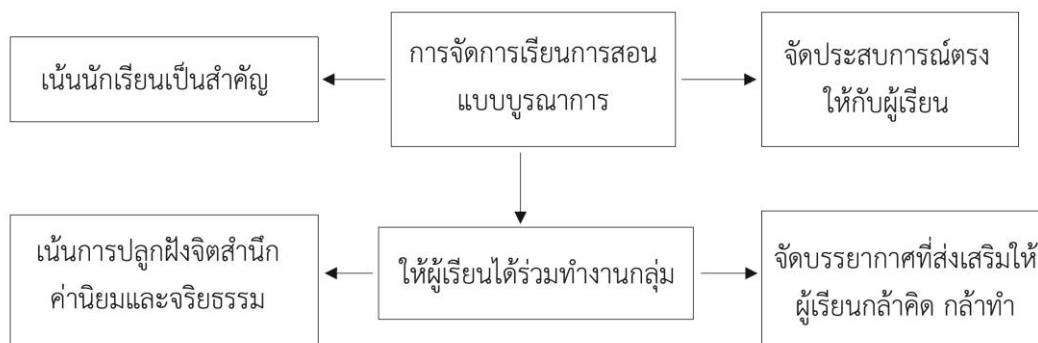 เน้นนักเรียนเป็นสำคัญ
การจัดการเรียนการสอน
แบบบูรณาการ
จัดประสบการณ์ตรง
ให้กับผู้เรียน
เน้นการปลูกฝังจิตสำนึก
ค่านิยมและจริยธรรม
ให้ผู้เรียนได้ร่วมทำงานกลุ่ม
จัดบรรยากาศที่ส่งเสริมให้
ผู้เรียนกล้าคิด กล้าทำ